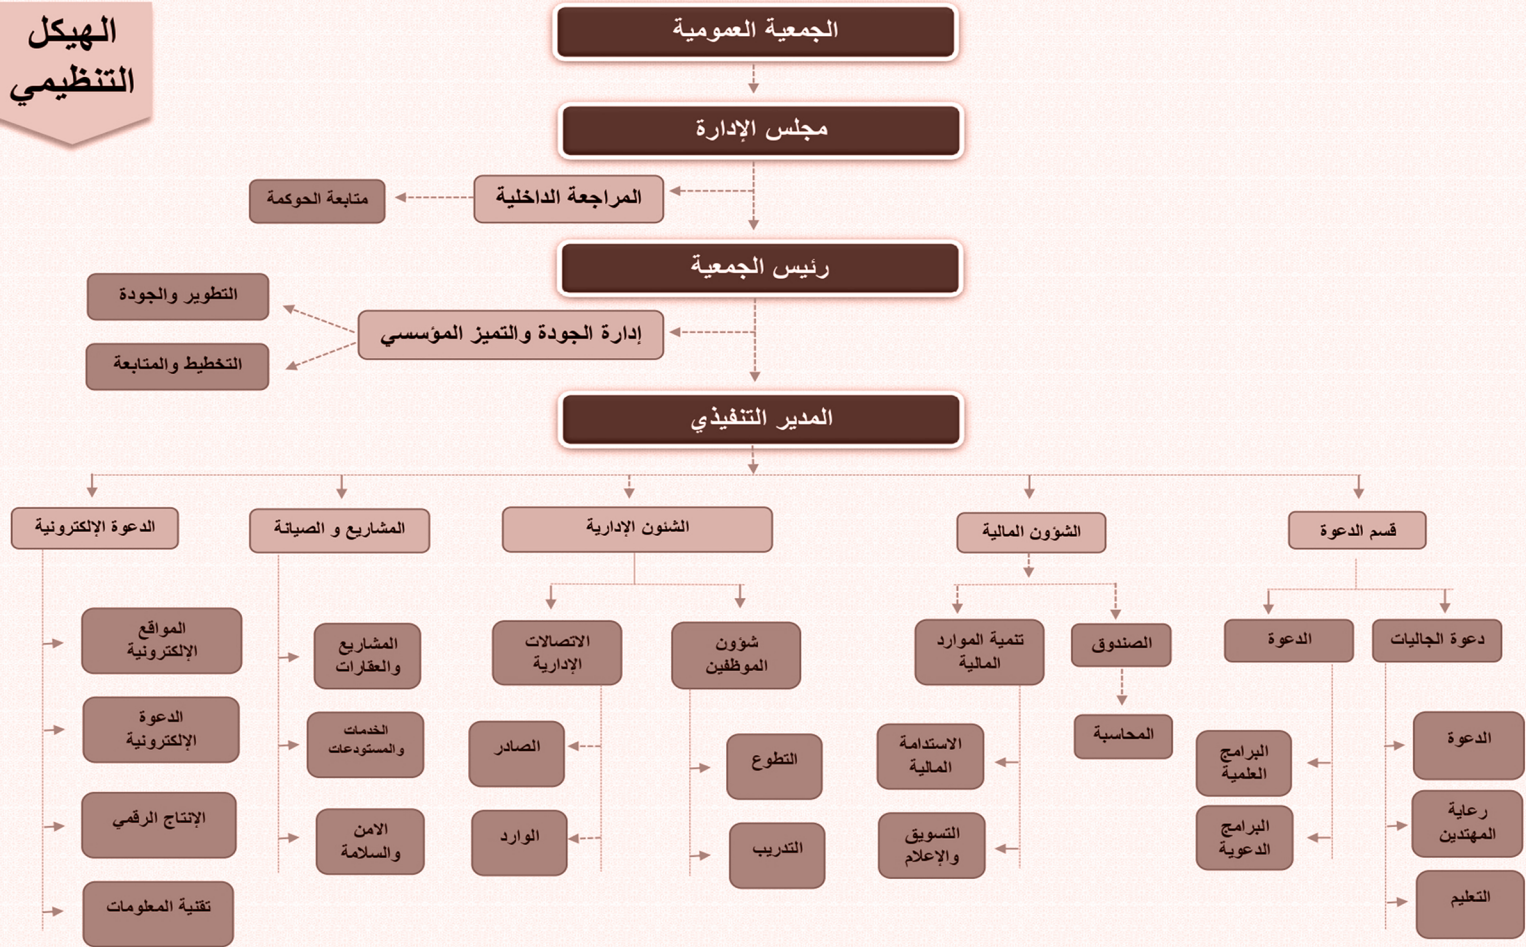 الهيكل
التنظيمي
الجمعية العمومية
مجلس الإدارة
المراجعة الداخلية
متابعة الحوكمة
رئيس الجمعية
إدارة الجودة والتميز المؤسسي
التطوير والجودة
التخطيط والمتابعة
المدير التنفيذي
قسم الدعوة
الشؤون المالية
الشئون الإدارية
المشاريع و الصيانة
الدعوة الإلكترونية
دعوة الجاليات
الدعوة
رعاية
المهتدين
التعليم
الدعوة
البرامج
العلمية
البرامج
الدعوية
الصندوق
المحاسبة
تنمية الموارد
المالية
الاستدامة
المالية
التسويق
والإعلام
شؤون
الموظفين
التطوع
التدريب
الاتصالات
الإدارية
الصادر
الوارد
المشاريع
والعقارات
الخدمات
والمستودعات
الامن
والسلامة
المواقع
الإلكترونية
الدعوة
الإلكترونية
الإنتاج الرقمي
تقنية المعلومات